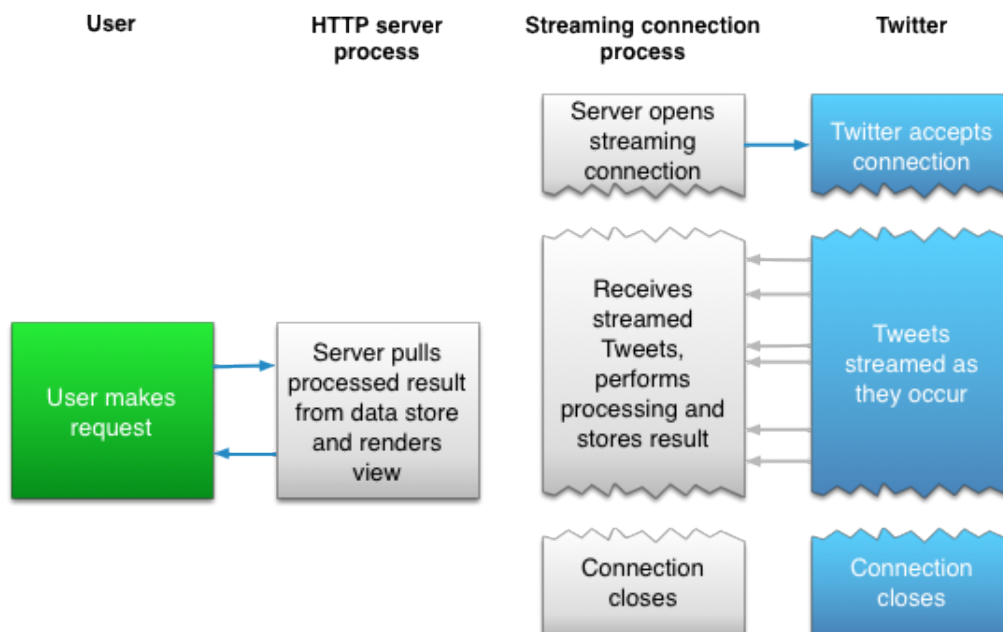 User
HTTP server
process
Streaming connection
process
Twitter
Server opens
streaming
connection
Twitter accepts
connection
Receives
streamed
Tweets,
performs
processing and
stores result
Tweets
streamed as
they occur
User makes
request
Server pulls
processed result
from data store
and renders
view
Connection
closes
Connection
closes